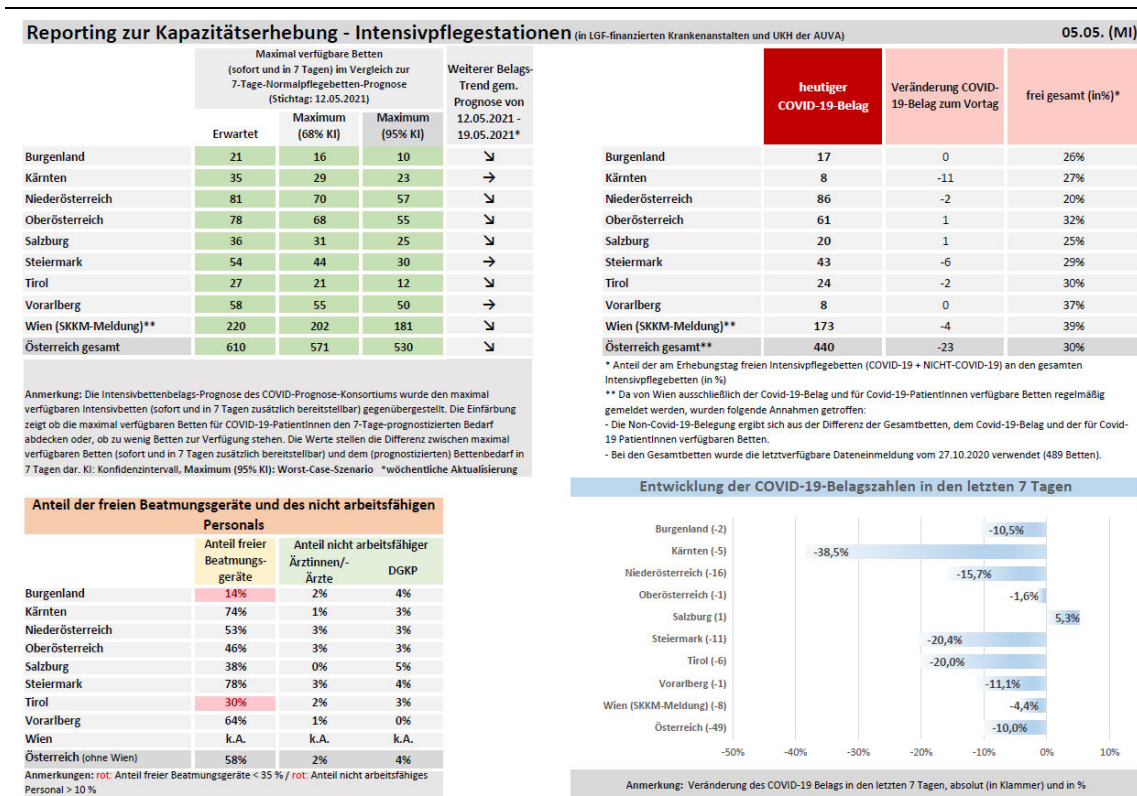 Reporting zur Kapazitätserhebung - Intensivpflegestationen (in LGF-finanzierten Krankenanstalten und UKH der AUVA) 05.05. (MI)
Maximal verfügbare Betten
(sofort und in 7 Tagen) im Vergleich zur
7-Tage-Normalpflegebetten-Prognose
(Stichtag: 12.05.2021)
Weiterer Belags-
Trend gem.
Prognose von
12.05.2021 -
19.05.2021*
Erwartet
Maximum
(68% KI)
Maximum
(95% KI)
Burgenland 21 16 10 ↘
Kärnten 35 29 23 →
Niederösterreich 81 70 57 ↘
Oberösterreich 78 68 55 ↘
Salzburg 36 31 25 ↘
Steiermark 54 44 30 →
Tirol 27 21 12 ↘
Vorarlberg 58 55 50 →
Wien (SKKM-Meldung)** 220 202 181 ↘
Österreich gesamt 610 571 530 ↘
Anmerkung: Die Intensivbettenbelags-Prognose des COVID-Prognose-Konsortiums wurde den maximal
verfügbaren Intensivbetten (sofort und in 7 Tagen zusätzlich bereitstellbar) gegenübergestellt. Die Einfärbung
zeigt ob die maximal verfügbaren Betten für COVID-19-PatientInnen den 7-Tage-prognostizierten Bedarf
abdecken oder, ob zu wenig Betten zur Verfügung stehen. Die Werte stellen die Differenz zwischen maximal
verfügbaren Betten (sofort und in 7 Tagen zusätzlich bereitstellbar) und dem (prognostizierten) Bettenbedarf in
7 Tagen dar. KI: Konfidenzintervall, Maximum (95% KI): Worst-Case-Szenario *wöchentliche Aktualisierung
heutiger
COVID-19-Belag
Veränderung COVID-
19-Belag zum Vortag
frei gesamt (in%)*
Burgenland 17 0 26%
Kärnten 8 -11 27%
Niederösterreich 86 -2 20%
Oberösterreich 61 1 32%
Salzburg 20 1 25%
Steiermark 43 -6 29%
Tirol 24 -2 30%
Vorarlberg 8 0 37%
Wien (SKKM-Meldung)** 173 -4 39%
Österreich gesamt** 440 -23 30%
* Anteil der am Erhebungstag freien Intensivpflegebetten (COVID-19 + NICHT-COVID-19) an den gesamten
Intensivpflegebetten (in %)
** Da von Wien ausschließlich der Covid-19-Belag und für Covid-19-PatientInnen verfügbare Betten regelmäßig
gemeldet werden, wurden folgende Annahmen getroffen:
- Die Non-Covid-19-Belegung ergibt sich aus der Differenz der Gesamtbetten, dem Covid-19-Belag und der für Covid-
19 PatientInnen verfügbaren Betten.
- Bei den Gesamtbetten wurde die letztverfügbare Dateneinmeldung vom 27.10.2020 verwendet (489 Betten).
Anteil der freien Beatmungsgeräte und des nicht arbeitsfähigen
Personals
Anteil freier
Beatmungs-
geräte
Anteil nicht arbeitsfähiger
Ärztinnen/-
Ärzte
DGKP
Burgenland 14% 2% 4%
Kärnten 74% 1% 3%
Niederösterreich 53% 3% 3%
Oberösterreich 46% 3% 3%
Salzburg 38% 0% 5%
Steiermark 78% 3% 4%
Tirol 30% 2% 3%
Vorarlberg 64% 1% 0%
Wien k.A. k.A. k.A.
Österreich (ohne Wien) 58% 2% 4%
Anmerkungen: rot: Anteil freier Beatmungsgeräte < 35 % / rot: Anteil nicht arbeitsfähiges
Personal > 10 %
Entwicklung der COVID-19-Belagszahlen in den letzten 7 Tagen
Burgenland (-2) -10,5%
Kärnten (-5) -38,5%
Niederösterreich (-16) -15,7%
Oberösterreich (-1) -1,6%
Salzburg (1) 5,3%
Steiermark (-11) -20,4%
Tirol (-6) -20,0%
Vorarlberg (-1) -11,1%
Wien (SKKM-Meldung) (-8) -4,4%
Österreich (-49) -10,0%
-50% -40% -30% -20% -10% 0% 10%
Anmerkung: Veränderung des COVID-19 Belags in den letzten 7 Tagen, absolut (in Klammer) und in %